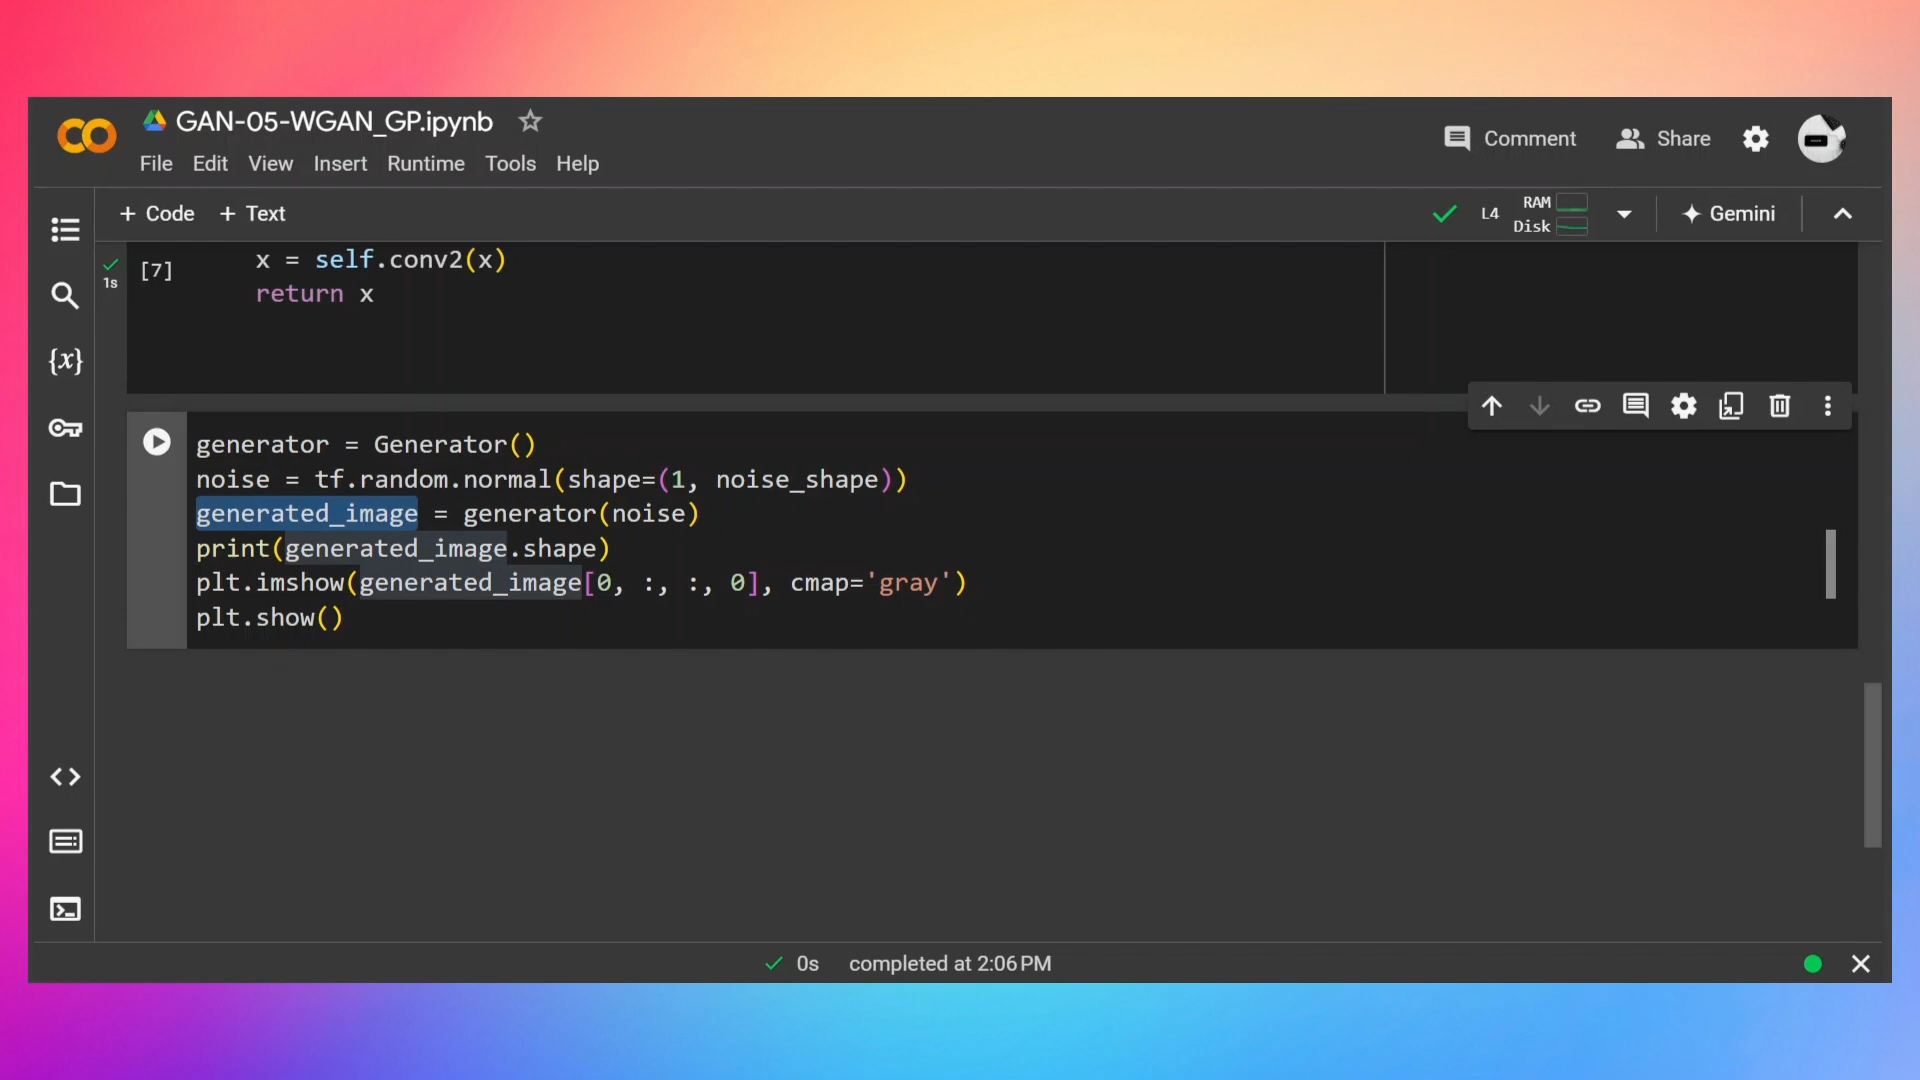 GAN-05-WGAN_GP.ipynb
File Edit View Insert Runtime Tools Help
Comment Share
+ Code + Text
L4 RAM Disk Gemini
1s
[7]
x = self.conv2(x)
return x
generator = Generator()
noise = tf.random.normal(shape=(1, noise_shape))
generated_image = generator(noise)
print(generated_image.shape)
plt.imshow(generated_image[0, :, :, 0], cmap='gray')
plt.show()
0s completed at 2:06 PM